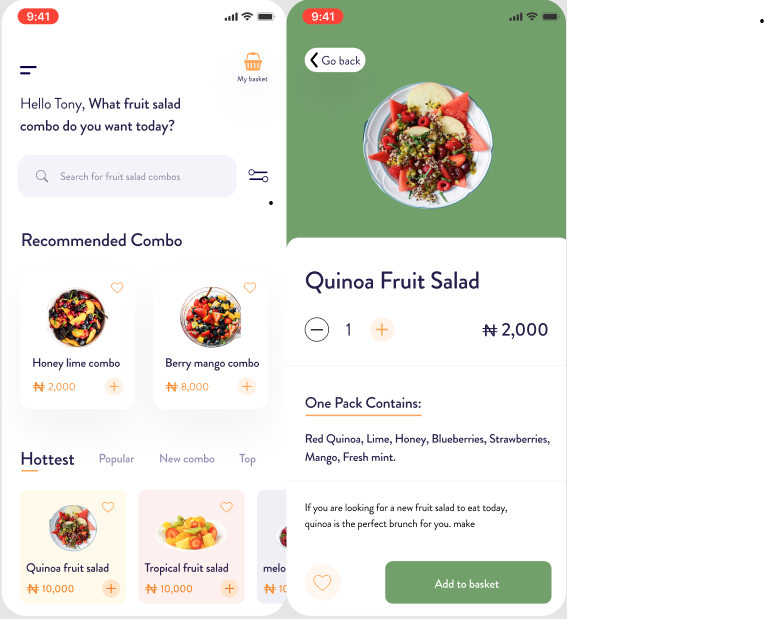 9:41
My basket
Hello Tony, What fruit salad
combo do you want today?
Search for fruit salad combos
Recommended Combo
Honey lime combo
₦ 2,000
Berry mango combo
₦ 8,000
Hottest
Popular
New combo
Top
Quinoa fruit salad
₦ 10,000
Tropical fruit salad
₦ 10,000
melo
₦ 10
9:41
Go back
Quinoa Fruit Salad
1
₦ 2,000
One Pack Contains:
Red Quinoa, Lime, Honey, Blueberries, Strawberries,
Mango, Fresh mint.
If you are looking for a new fruit salad to eat today,
quinoa is the perfect brunch for you. make
Add to basket